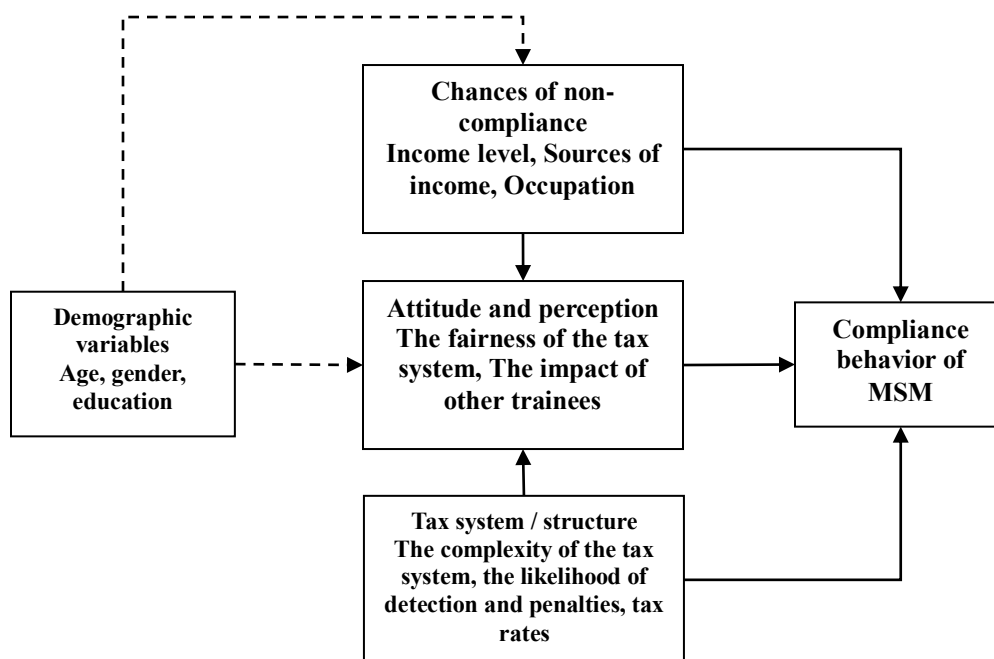 Chances of non-
compliance
Income level, Sources of
income, Occupation
Demographic
variables
Age, gender,
education
Attitude and perception
The fairness of the tax
system, The impact of
other trainees
Compliance
behavior of
MSM
Tax system / structure
The complexity of the tax
system, the likelihood of
detection and penalties, tax
rates